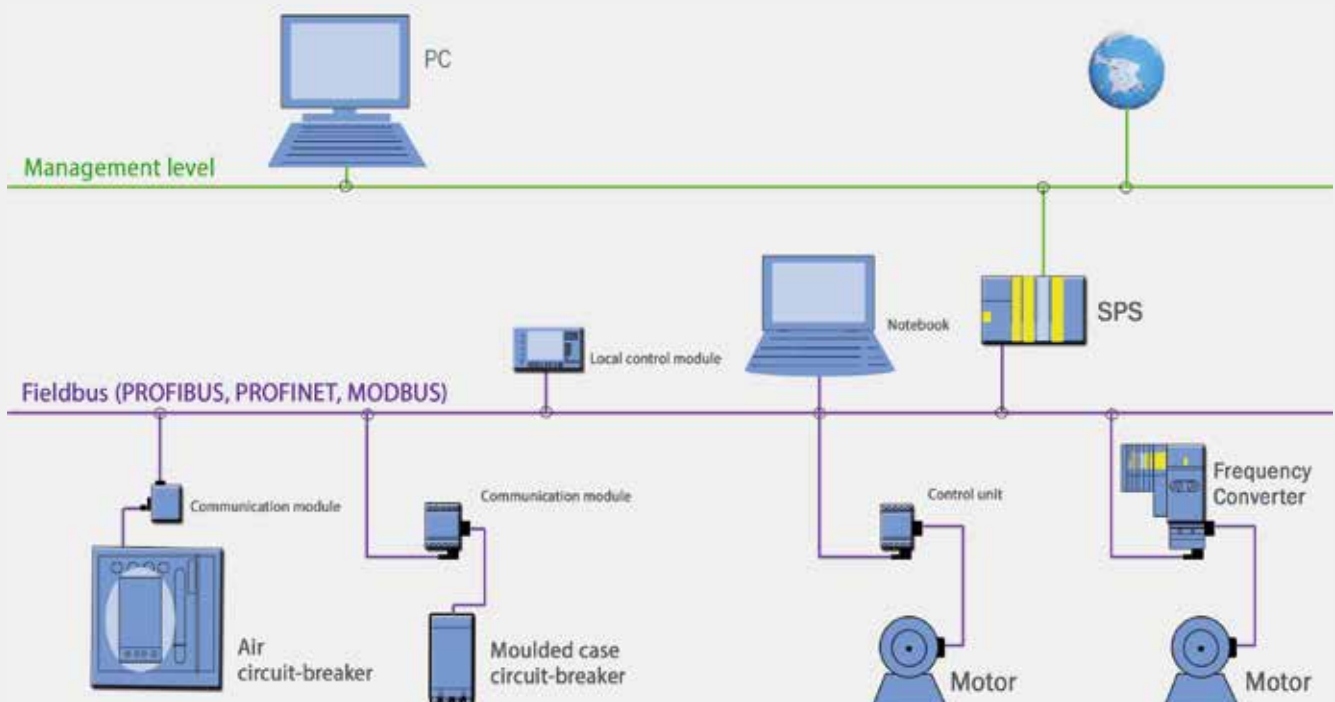 PC
Management level
SPS
Notebook
Local control module
Fieldbus (PROFIBUS, PROFINET, MODBUS)
Frequency
Converter
Communication module
Communication module
Control unit
Air
circuit-breaker
Moulded case
circuit-breaker
Motor
Motor